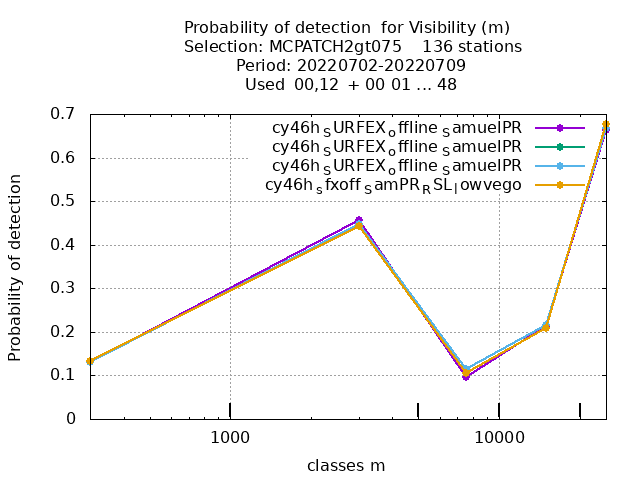 Probability of detection  for Visibility (m)
Selection: MCPATCH2gt075    136 stations
Period: 20220702-20220709
Used  00,12  + 00 01 ... 48
0.7
0.6
0.5
0.4
0.3
0.2
0.1
0
Probability of detection
cy46h_SURFEX_offline_SamuelPR
cy46h_SURFEX_offline_SamuelPR
cy46h_SURFEX_offline_SamuelPR
cy46h_sfxoff_SamPR_RSL_lowvego
1000
10000
classes m